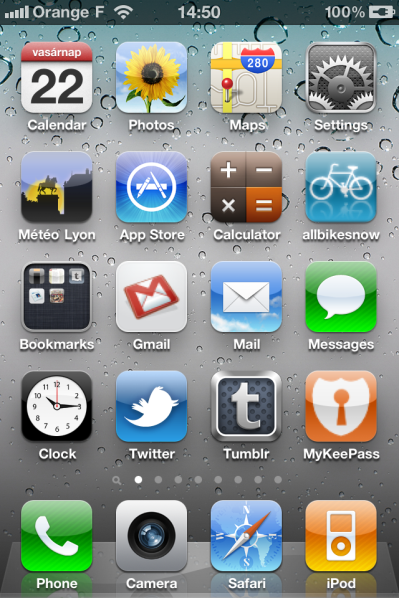 Orange F 14:50 100%
vasárnap
22
280
Calendar Photos Maps Settings
Météo Lyon App Store Calculator allbikesnow
Bookmarks Gmail Mail Messages
Clock Twitter Tumblr MyKeePass
Phone Camera Safari iPod